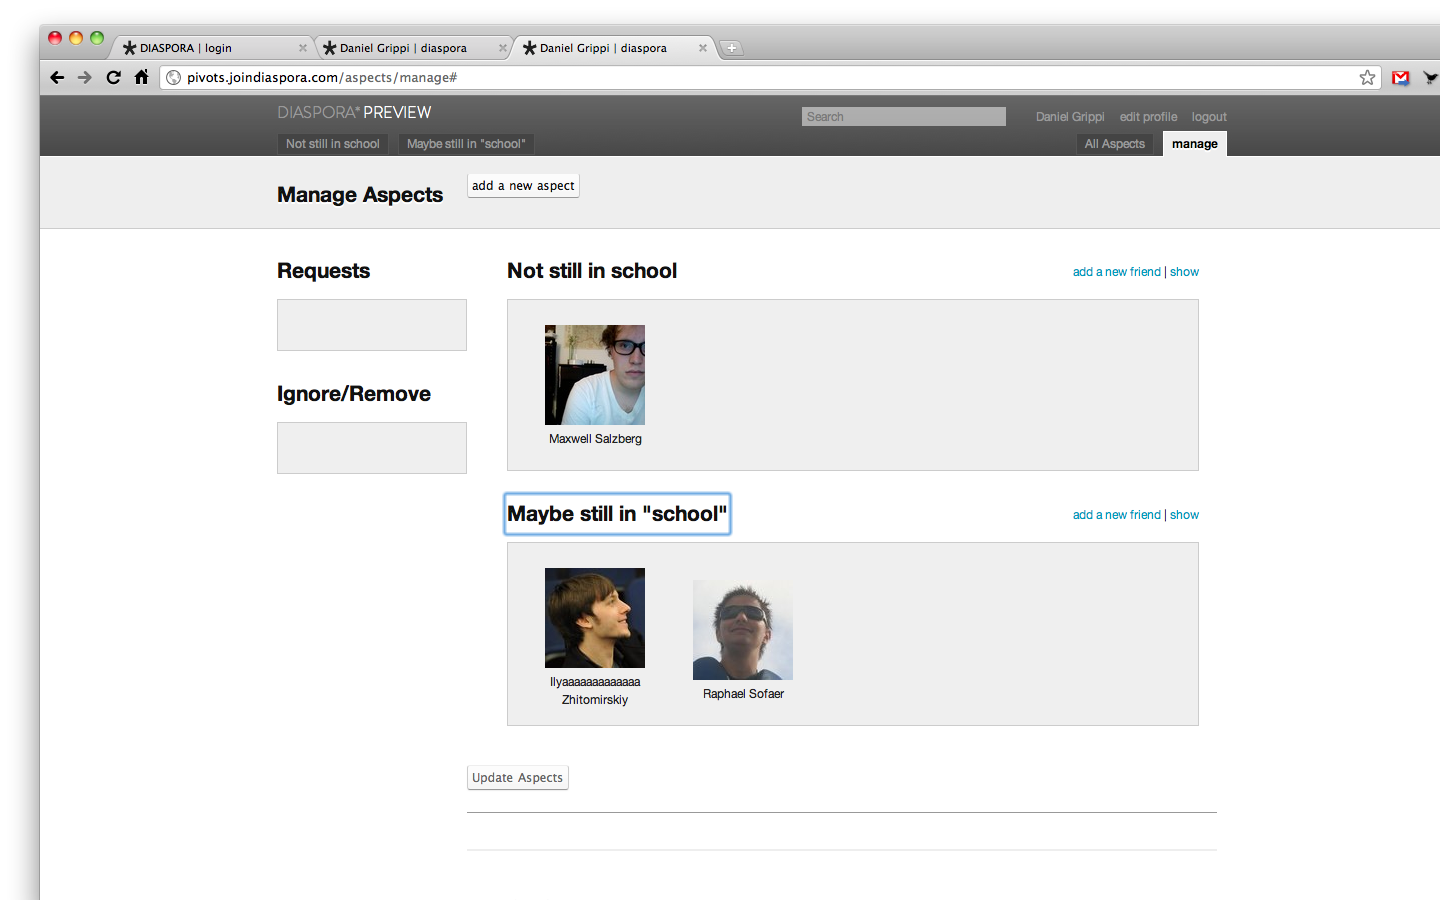 DIASPORA | login
Daniel Grippi | diaspora
Daniel Grippi | diaspora
pivots.joindiaspora.com/aspects/manage#
DIASPORA* PREVIEW
Search
Daniel Grippi
edit profile
logout
Not still in school
Maybe still in "school"
All Aspects
manage
Manage Aspects
add a new aspect
Requests
Not still in school
add a new friend | show
Maxwell Salzberg
Ignore/Remove
Maybe still in "school"
add a new friend | show
Ilyaaaaaaaaaaaaa
Zhitomirskiy
Raphael Sofaer
Update Aspects